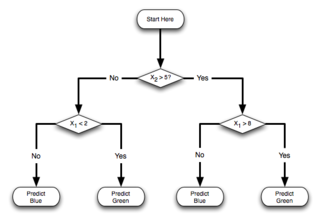 Start Here
No
X₂ > 5?
Yes
X₁ < 2
X₁ > 8
No
Yes
No
Yes
Predict
Blue
Predict
Green
Predict
Blue
Predict
Green